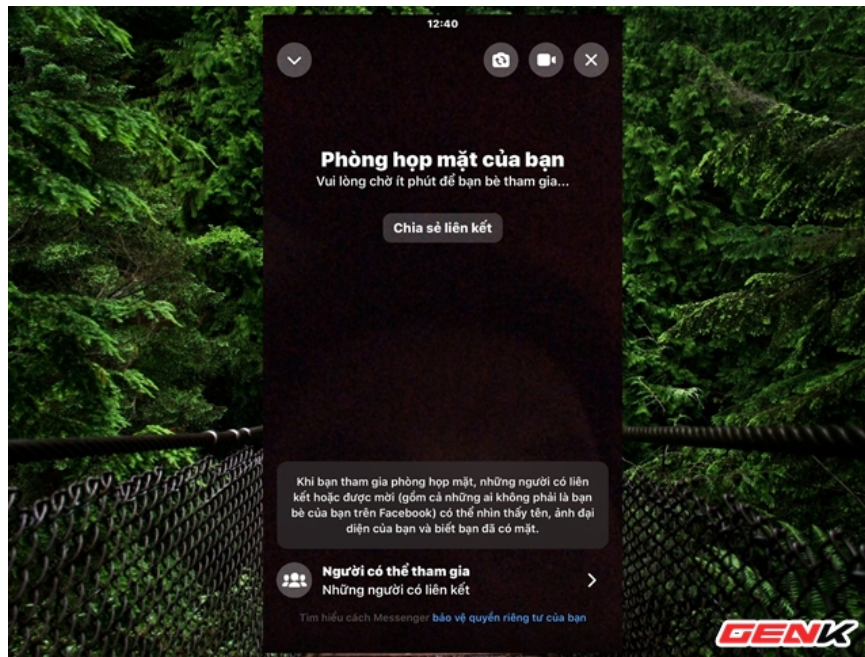 12:40
Phòng họp mặt của bạn
Vui lòng chờ ít phút để bạn bè tham gia...
Chia sẻ liên kết
Khi bạn tham gia phòng họp mặt, những người có liên
kết hoặc được mời (gồm cả những ai không phải là bạn
bè của bạn trên Facebook) có thể nhìn thấy tên, ảnh đại
diện của bạn và biết bạn đã có mặt.
Người có thể tham gia
Những người có liên kết
Tìm hiểu cách Messenger bảo vệ quyền riêng tư của bạn
GENK